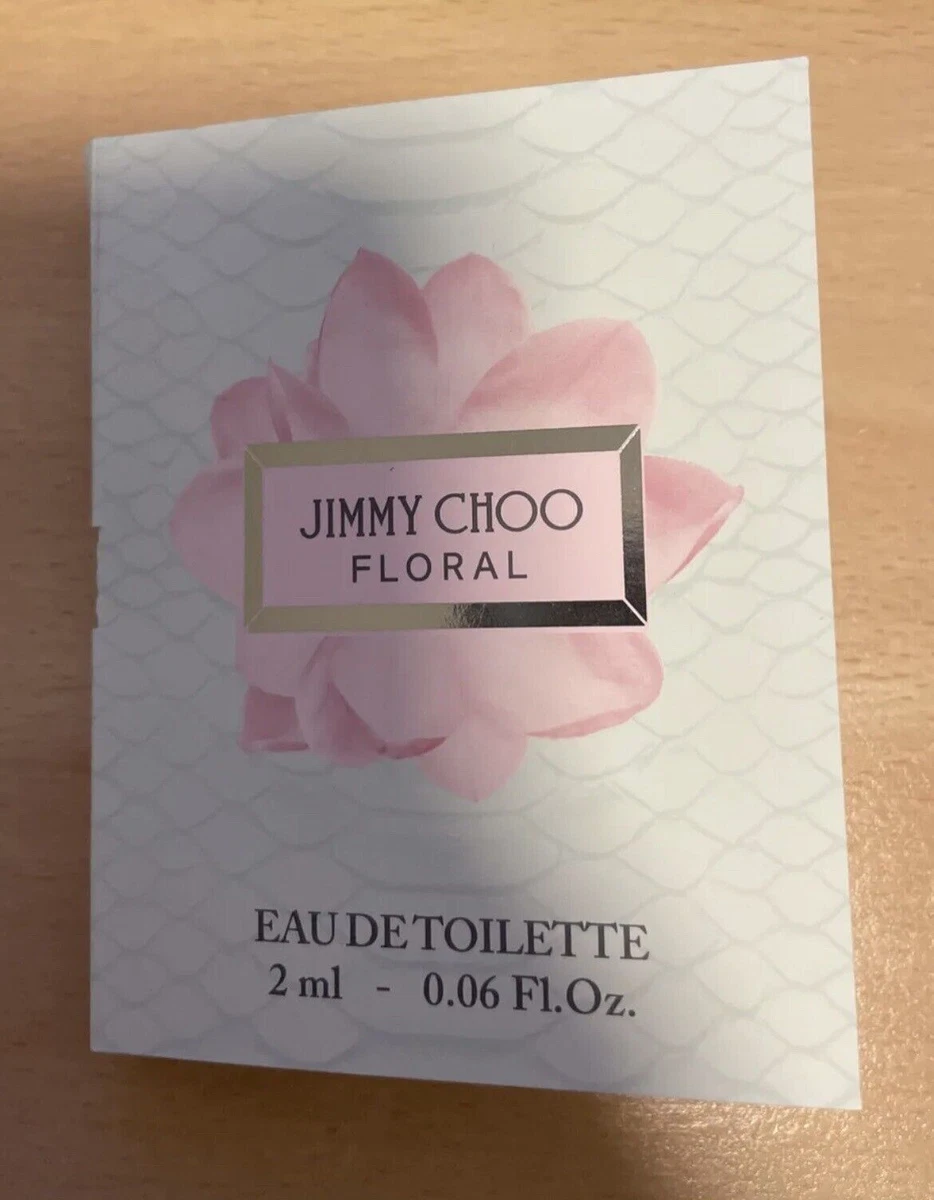 JIMMY CHOO
FLORAL
EAU DE TOILETTE
2 ml - 0.06 Fl.Oz.